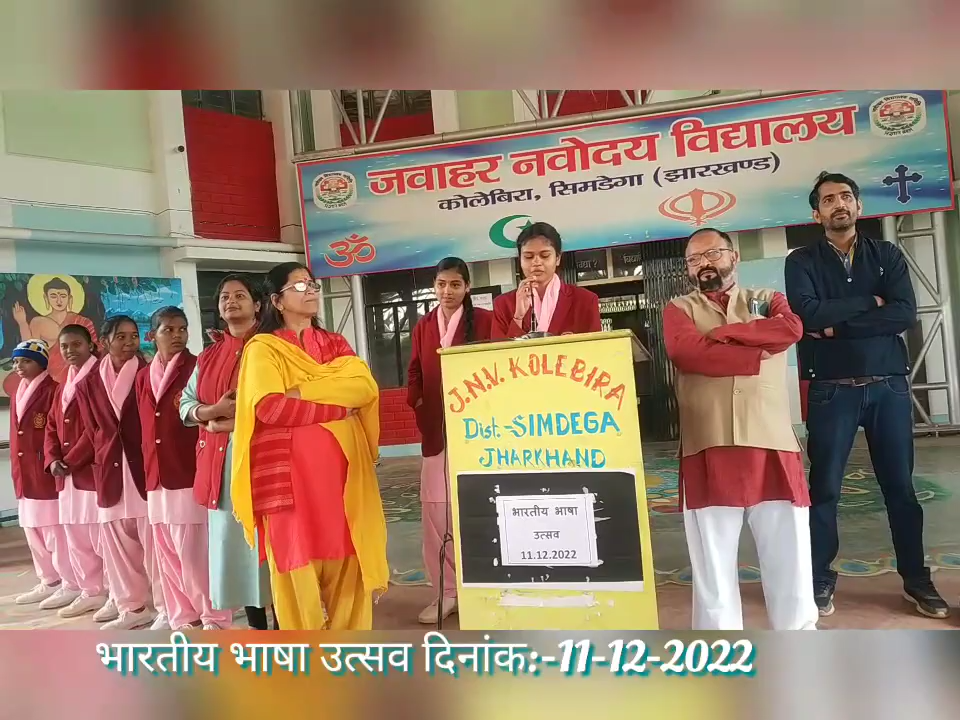 जवाहर नवोदय विद्यालय
कोलेबिरा, सिमडेगा (झारखण्ड)
J.N.V. KOLEBIRA
Dist.-SIMDEGA
JHARKHAND
भारतीय भाषा
उत्सव
11.12.2022
भारतीय भाषा उत्सव दिनांक:-11-12-2022